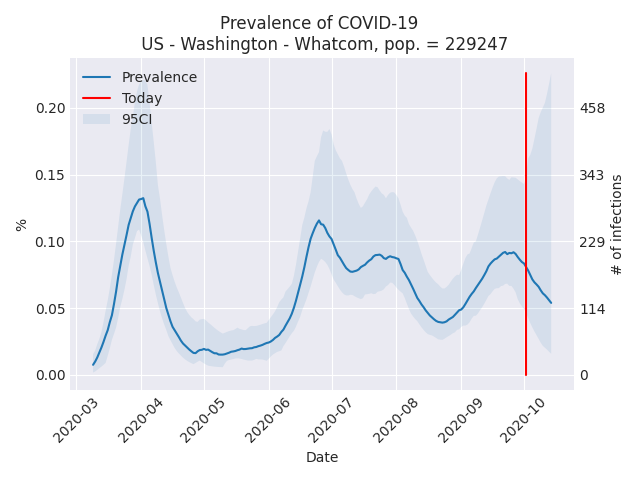 Prevalence of COVID-19
US - Washington - Whatcom, pop. = 229247
Prevalence
Today
95CI
%
0.20
0.15
0.10
0.05
0.00
458
343
229
114
0
# of infections
2020-03
2020-04
2020-05
2020-06
2020-07
2020-08
2020-09
2020-10
Date